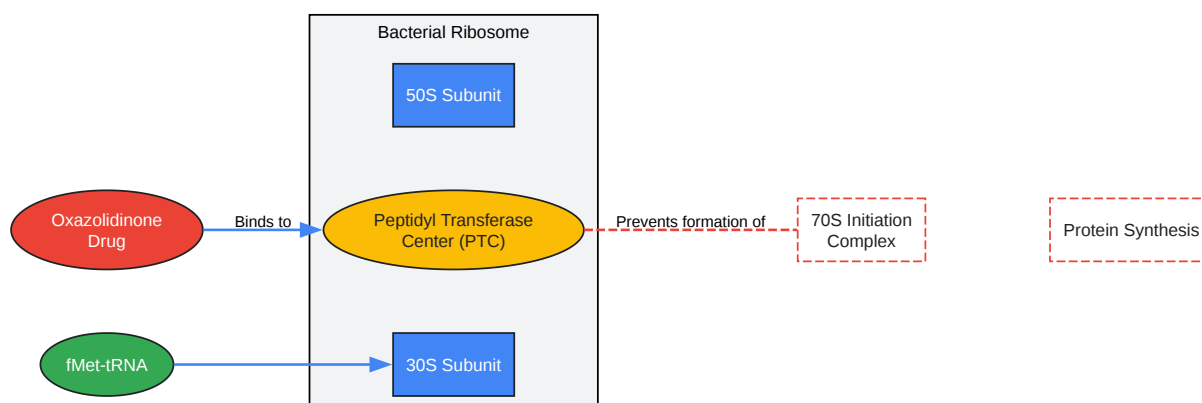 Bacterial Ribosome
50S Subunit
Oxazolidinone
Drug
Binds to
Peptidyl Transferase
Center (PTC)
Prevents formation of
70S Initiation
Complex
Protein Synthesis
fMet-tRNA
30S Subunit